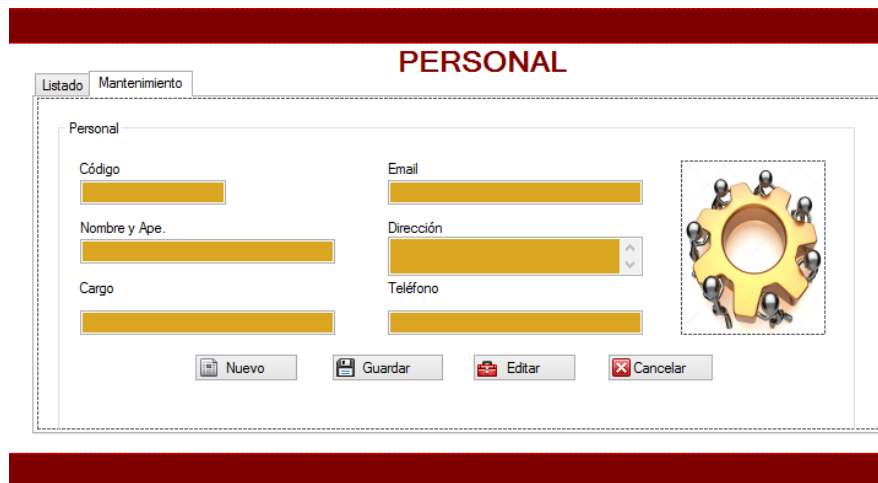 PERSONAL
Listado Mantenimiento
Personal
Código Email
Nombre y Ape. Dirección
Cargo Teléfono
Nuevo Guardar Editar Cancelar